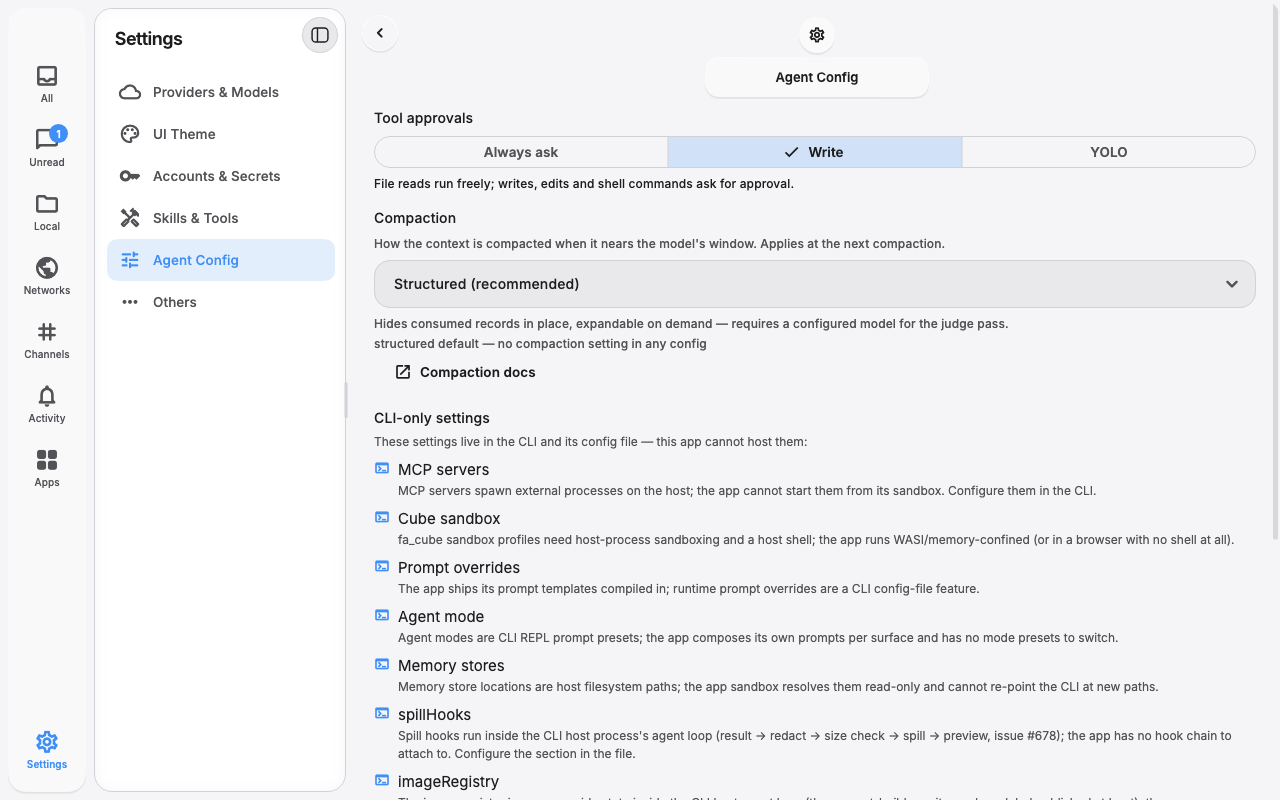 All
1
Unread
Local
Networks
Channels
Activity
Apps
Settings
Settings
Providers & Models
UI Theme
Accounts & Secrets
Skills & Tools
Agent Config
Others
Agent Config
Tool approvals
Always ask
Write
YOLO
File reads run freely; writes, edits and shell commands ask for approval.
Compaction
How the context is compacted when it nears the model's window. Applies at the next compaction.
Structured (recommended)
Hides consumed records in place, expandable on demand — requires a configured model for the judge pass.
structured default — no compaction setting in any config
Compaction docs
CLI-only settings
These settings live in the CLI and its config file — this app cannot host them:
MCP servers
MCP servers spawn external processes on the host; the app cannot start them from its sandbox. Configure them in the CLI.
Cube sandbox
fa_cube sandbox profiles need host-process sandboxing and a host shell; the app runs WASI/memory-confined (or in a browser with no shell at all).
Prompt overrides
The app ships its prompt templates compiled in; runtime prompt overrides are a CLI config-file feature.
Agent mode
Agent modes are CLI REPL prompt presets; the app composes its own prompts per surface and has no mode presets to switch.
Memory stores
Memory store locations are host filesystem paths; the app sandbox resolves them read-only and cannot re-point the CLI at new paths.
spillHooks
Spill hooks run inside the CLI host process's agent loop (result → redact → size check → spill → preview, issue #678); the app has no hook chain to
attach to. Configure the section in the file.
imageRegistry